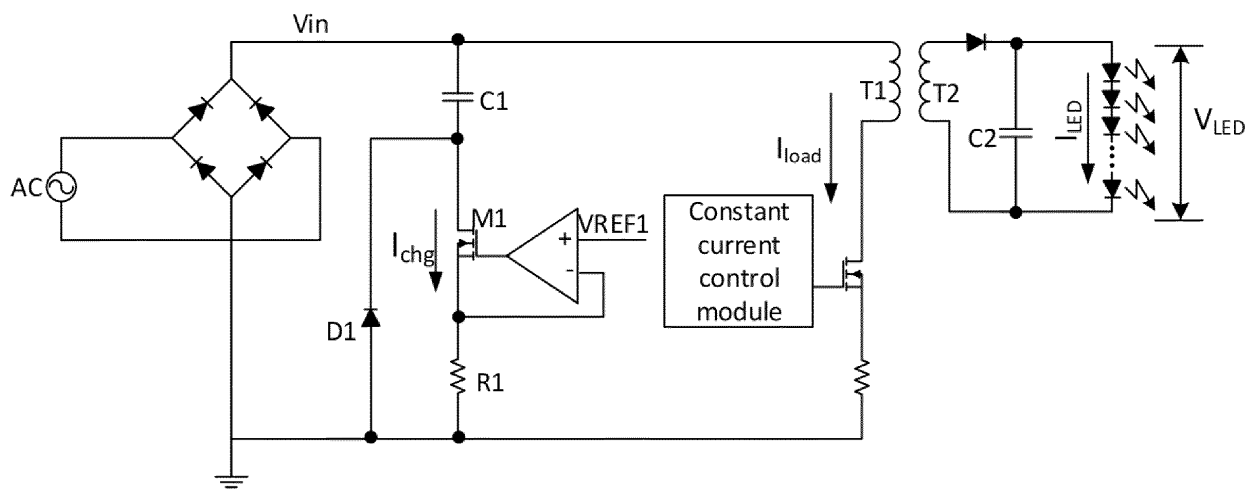 Vin
C1
T1
T2
C2
I_LED
V_LED
AC
I_load
M1
VREF1
+
-
I_chg
Constant
current
control
module
D1
R1